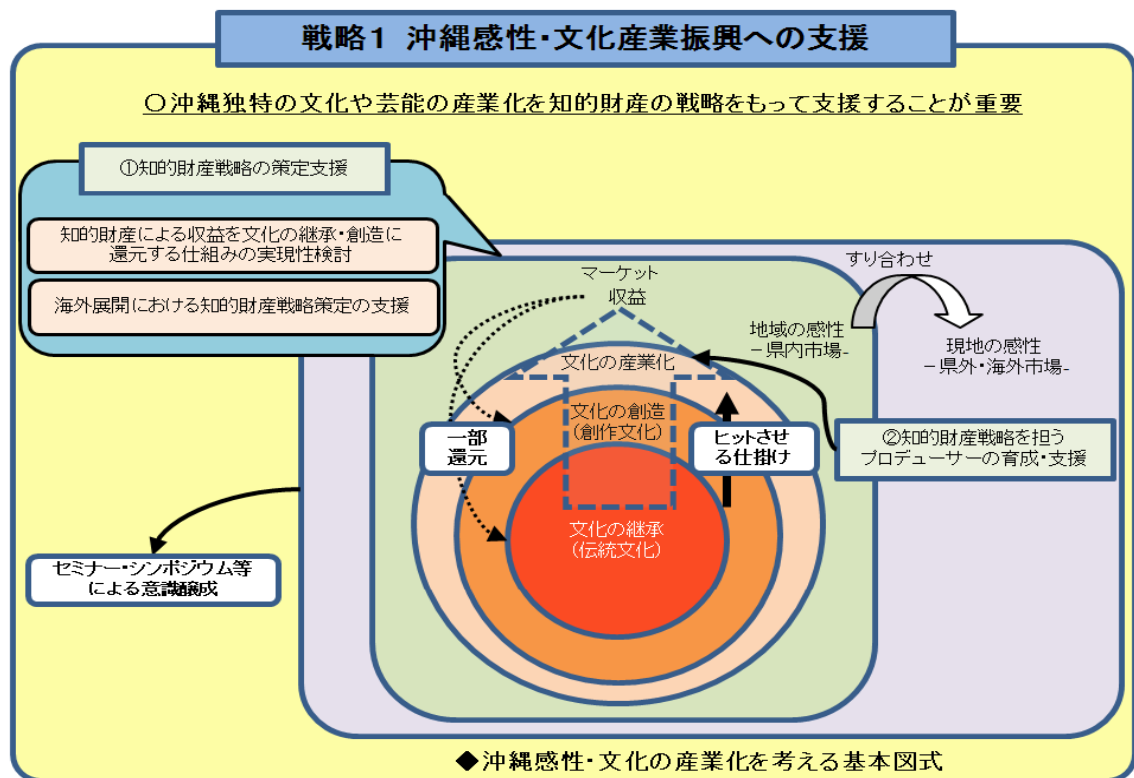 戦略1 沖縄感性・文化産業振興への支援
○沖縄独特の文化や芸能の産業化を知的財産の戦略をもって支援することが重要
①知的財産戦略の策定支援
知的財産による収益を文化の継承・創造に
還元する仕組みの実現性検討
海外展開における知的財産戦略策定の支援
マーケット
収益
すり合わせ
地域の感性
－県内市場-
現地の感性
－県外・海外市場-
文化の産業化
文化の創造
(創作文化)
一部
還元
ヒットさせ
る仕掛け
②知的財産戦略を担う
プロデューサーの育成・支援
文化の継承
(伝統文化)
セミナー・シンポジウム等
による意識醸成
◆沖縄感性・文化の産業化を考える基本図式